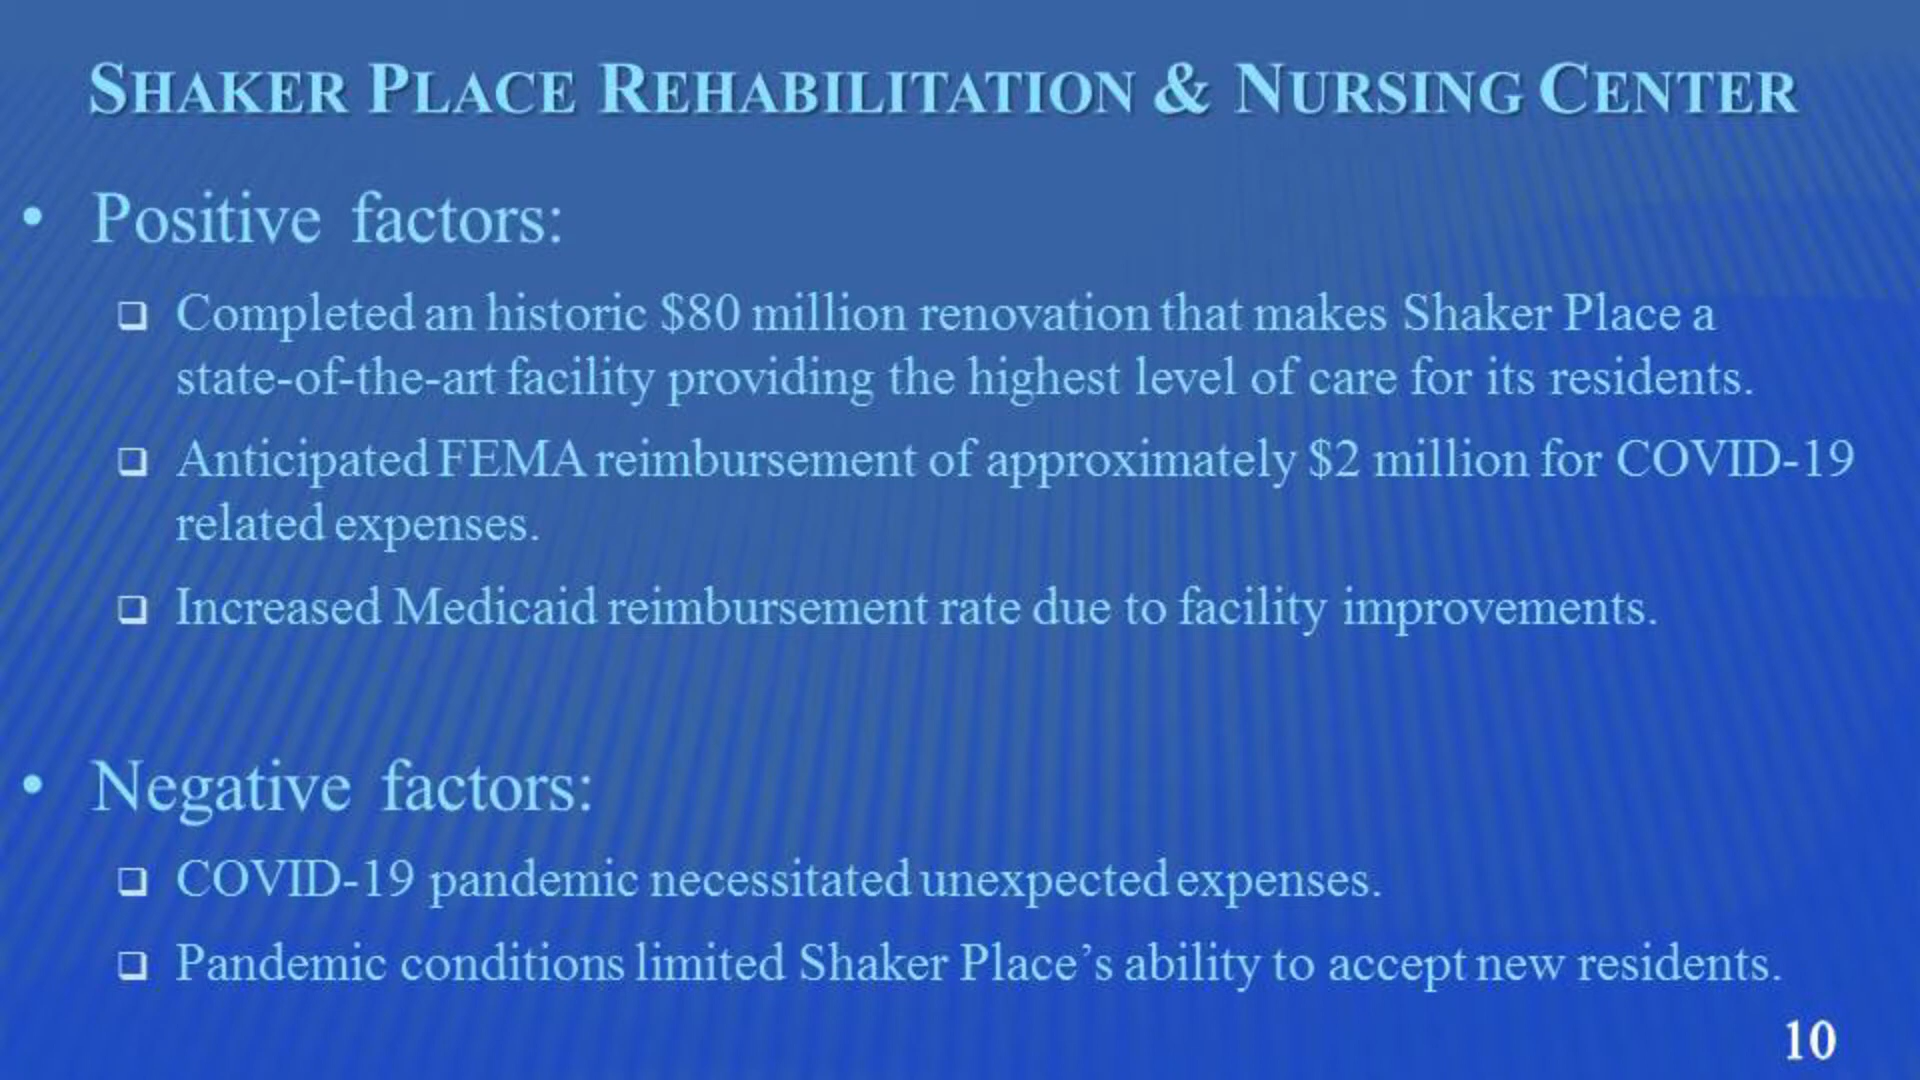 SHAKER PLACE REHABILITATION & NURSING CENTER
• Positive factors:
❑ Completed an historic $80 million renovation that makes Shaker Place a
state-of-the-art facility providing the highest level of care for its residents.
❑ Anticipated FEMA reimbursement of approximately $2 million for COVID-19
related expenses.
❑ Increased Medicaid reimbursement rate due to facility improvements.
• Negative factors:
❑ COVID-19 pandemic necessitated unexpected expenses.
❑ Pandemic conditions limited Shaker Place’s ability to accept new residents.
10